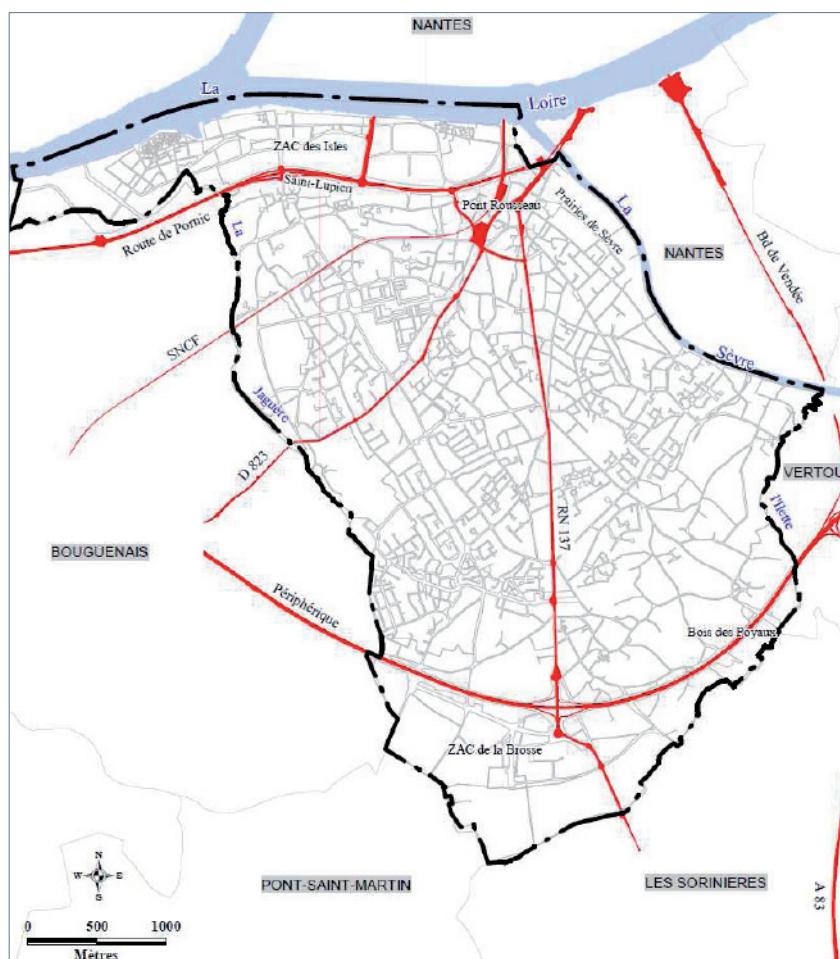 NANTES
La
Loire
ZAC des Isles
Saint-Lupien
Pont Rousseau
Prairies de Sèvre
La
Route de Pornic
La
NANTES
Bd de Vendée
SNCF
Sèvre
Jaguère
D 823
VERTOU
l'Ilette
RN 137
BOUGUENAIS
Périphérique
Bois des Poyaux
ZAC de la Brosse
N
W E
S
PONT-SAINT-MARTIN
LES SORINIERES
A 83
0 500 1000
Mètres